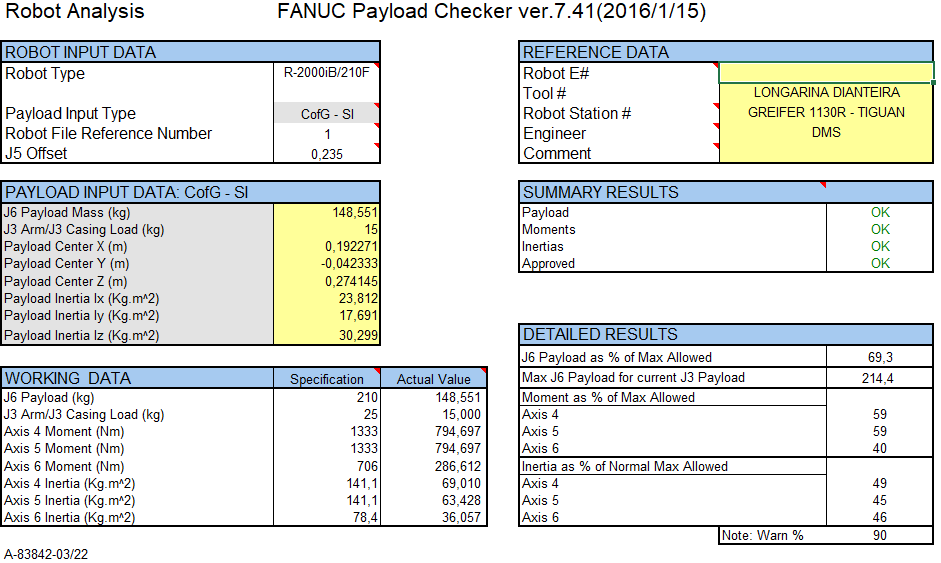 Robot Analysis FANUC Payload Checker ver.7.41(2016/1/15)
ROBOT INPUT DATA
Robot Type R-2000iB/210F
Payload Input Type CofG - SI
Robot File Reference Number 1
J5 Offset 0,235
REFERENCE DATA
Robot E#
Tool # LONGARINA DIANTEIRA
Robot Station # GREIFER 1130R - TIGUAN
Engineer DMS
Comment
PAYLOAD INPUT DATA: CofG - SI
J6 Payload Mass (kg) 148,551
J3 Arm/J3 Casing Load (kg) 15
Payload Center X (m) 0,192271
Payload Center Y (m) -0,042333
Payload Center Z (m) 0,274145
Payload Inertia Ix (Kg.m^2) 23,812
Payload Inertia Iy (Kg.m^2) 17,691
Payload Inertia Iz (Kg.m^2) 30,299
SUMMARY RESULTS
Payload OK
Moments OK
Inertias OK
Approved OK
WORKING DATA Specification Actual Value
J6 Payload (kg) 210 148,551
J3 Arm/J3 Casing Load (kg) 25 15,000
Axis 4 Moment (Nm) 1333 794,697
Axis 5 Moment (Nm) 1333 794,697
Axis 6 Moment (Nm) 706 286,612
Axis 4 Inertia (Kg.m^2) 141,1 69,010
Axis 5 Inertia (Kg.m^2) 141,1 63,428
Axis 6 Inertia (Kg.m^2) 78,4 36,057
DETAILED RESULTS
J6 Payload as % of Max Allowed 69,3
Max J6 Payload for current J3 Payload 214,4
Moment as % of Max Allowed
Axis 4 59
Axis 5 59
Axis 6 40
Inertia as % of Normal Max Allowed
Axis 4 49
Axis 5 45
Axis 6 46
Note: Warn % 90
A-83842-03/22